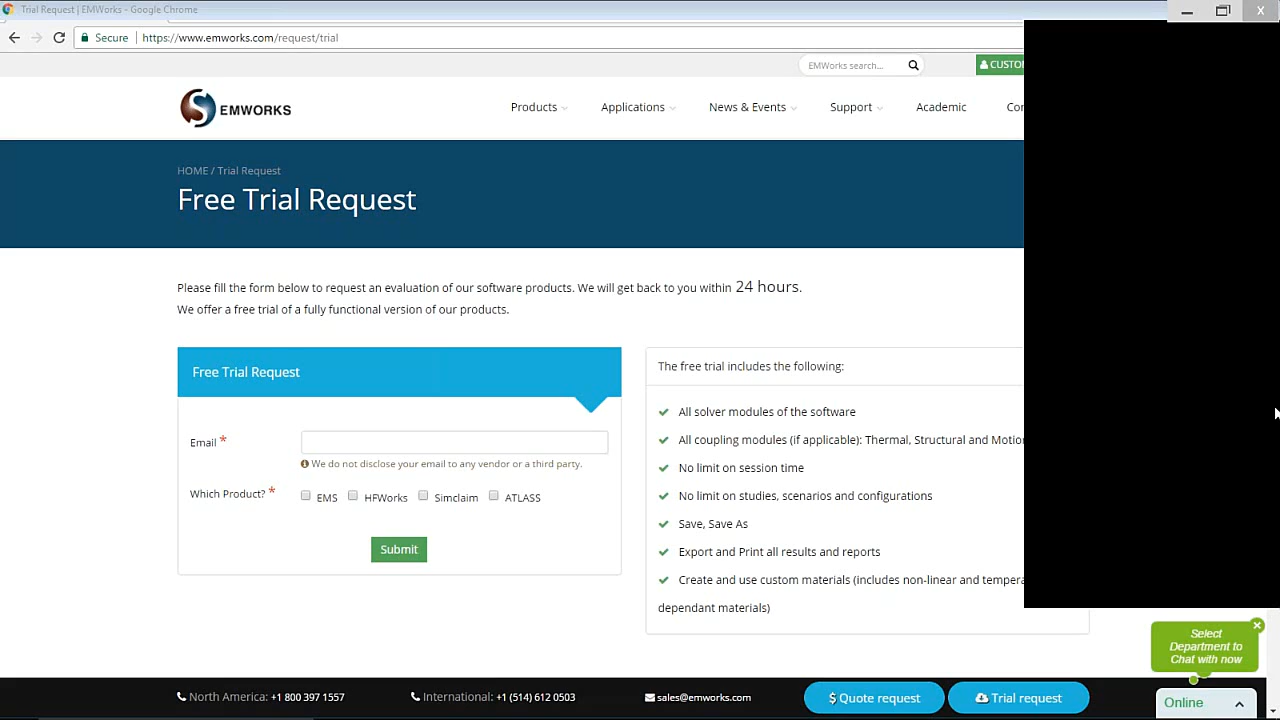 Trial Request | EMWorks - Google Chrome
Secure https://www.emworks.com/request/trial
EMWorks search...
CUSTOM
EMWORKS
Products
Applications
News & Events
Support
Academic
Con
HOME / Trial Request
Free Trial Request
Please fill the form below to request an evaluation of our software products. We will get back to you within 24 hours.
We offer a free trial of a fully functional version of our products.
Free Trial Request
Email *
We do not disclose your email to any vendor or a third party.
Which Product? * EMS HFWorks Simclaim ATLASS
Submit
The free trial includes the following:
All solver modules of the software
All coupling modules (if applicable): Thermal, Structural and Motion
No limit on session time
No limit on studies, scenarios and configurations
Save, Save As
Export and Print all results and reports
Create and use custom materials (includes non-linear and tempera
dependant materials)
Select
Department to
Chat with now
Online
North America: +1 800 397 1557
International: +1 (514) 612 0503
sales@emworks.com
Quote request
Trial request